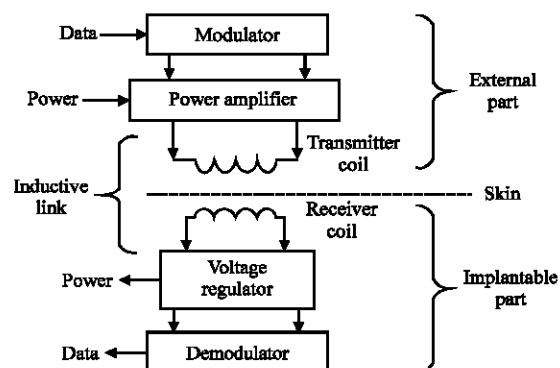 Data
Modulator
Power
Power amplifier
External
part
Transmitter
coil
Inductive
link
Skin
Receiver
coil
Power
Voltage
regulator
Implantable
part
Data
Demodulator